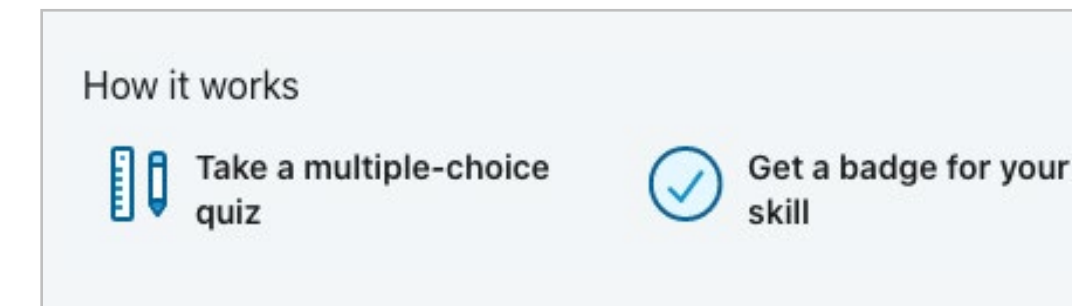 How it works
Take a multiple-choice
quiz
Get a badge for your
skill